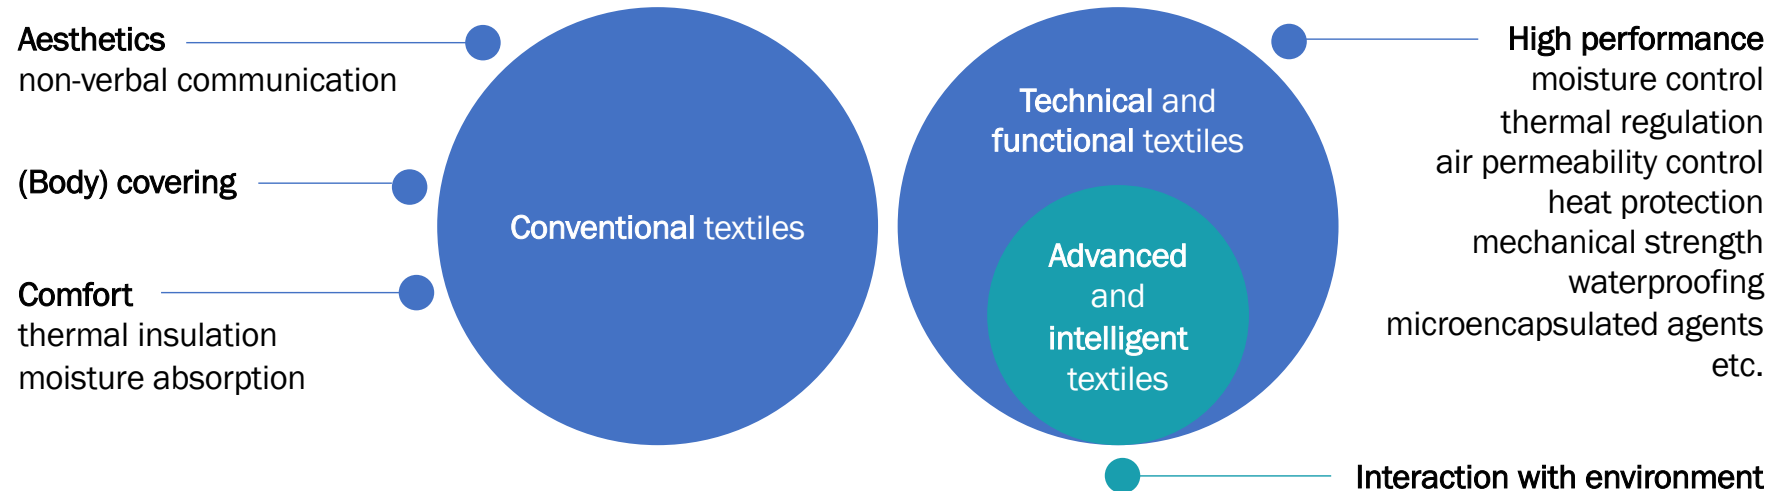 Aesthetics
non-verbal communication
(Body) covering
Comfort
thermal insulation
moisture absorption
Conventional textiles
Technical and
functional textiles
Advanced
and
intelligent
textiles
High performance
moisture control
thermal regulation
air permeability control
heat protection
mechanical strength
waterproofing
microencapsulated agents
etc.
Interaction with environment